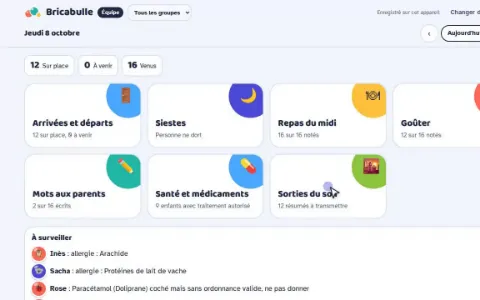 Bricabulle Équipe Tous les groupes
Enregistré sur cet appareil Changer d
Jeudi 8 octobre
‹ Aujourd'hui
12 Sur place 0 À venir 16 Venus
Arrivées et départs
12 sur place, 0 à venir
Siestes
Personne ne dort
Repas du midi
16 sur 16 notés
Goûter
12 sur 16 notés
Mots aux parents
2 sur 16 écrits
Santé et médicaments
9 enfants avec traitement autorisé
Sorties du soir
12 résumés à transmettre
À surveiller
Inès : allergie : Arachide
Sacha : allergie : Protéines de lait de vache
Rose : Paracétamol (Doliprane) coché mais sans ordonnance valide, ne pas donner